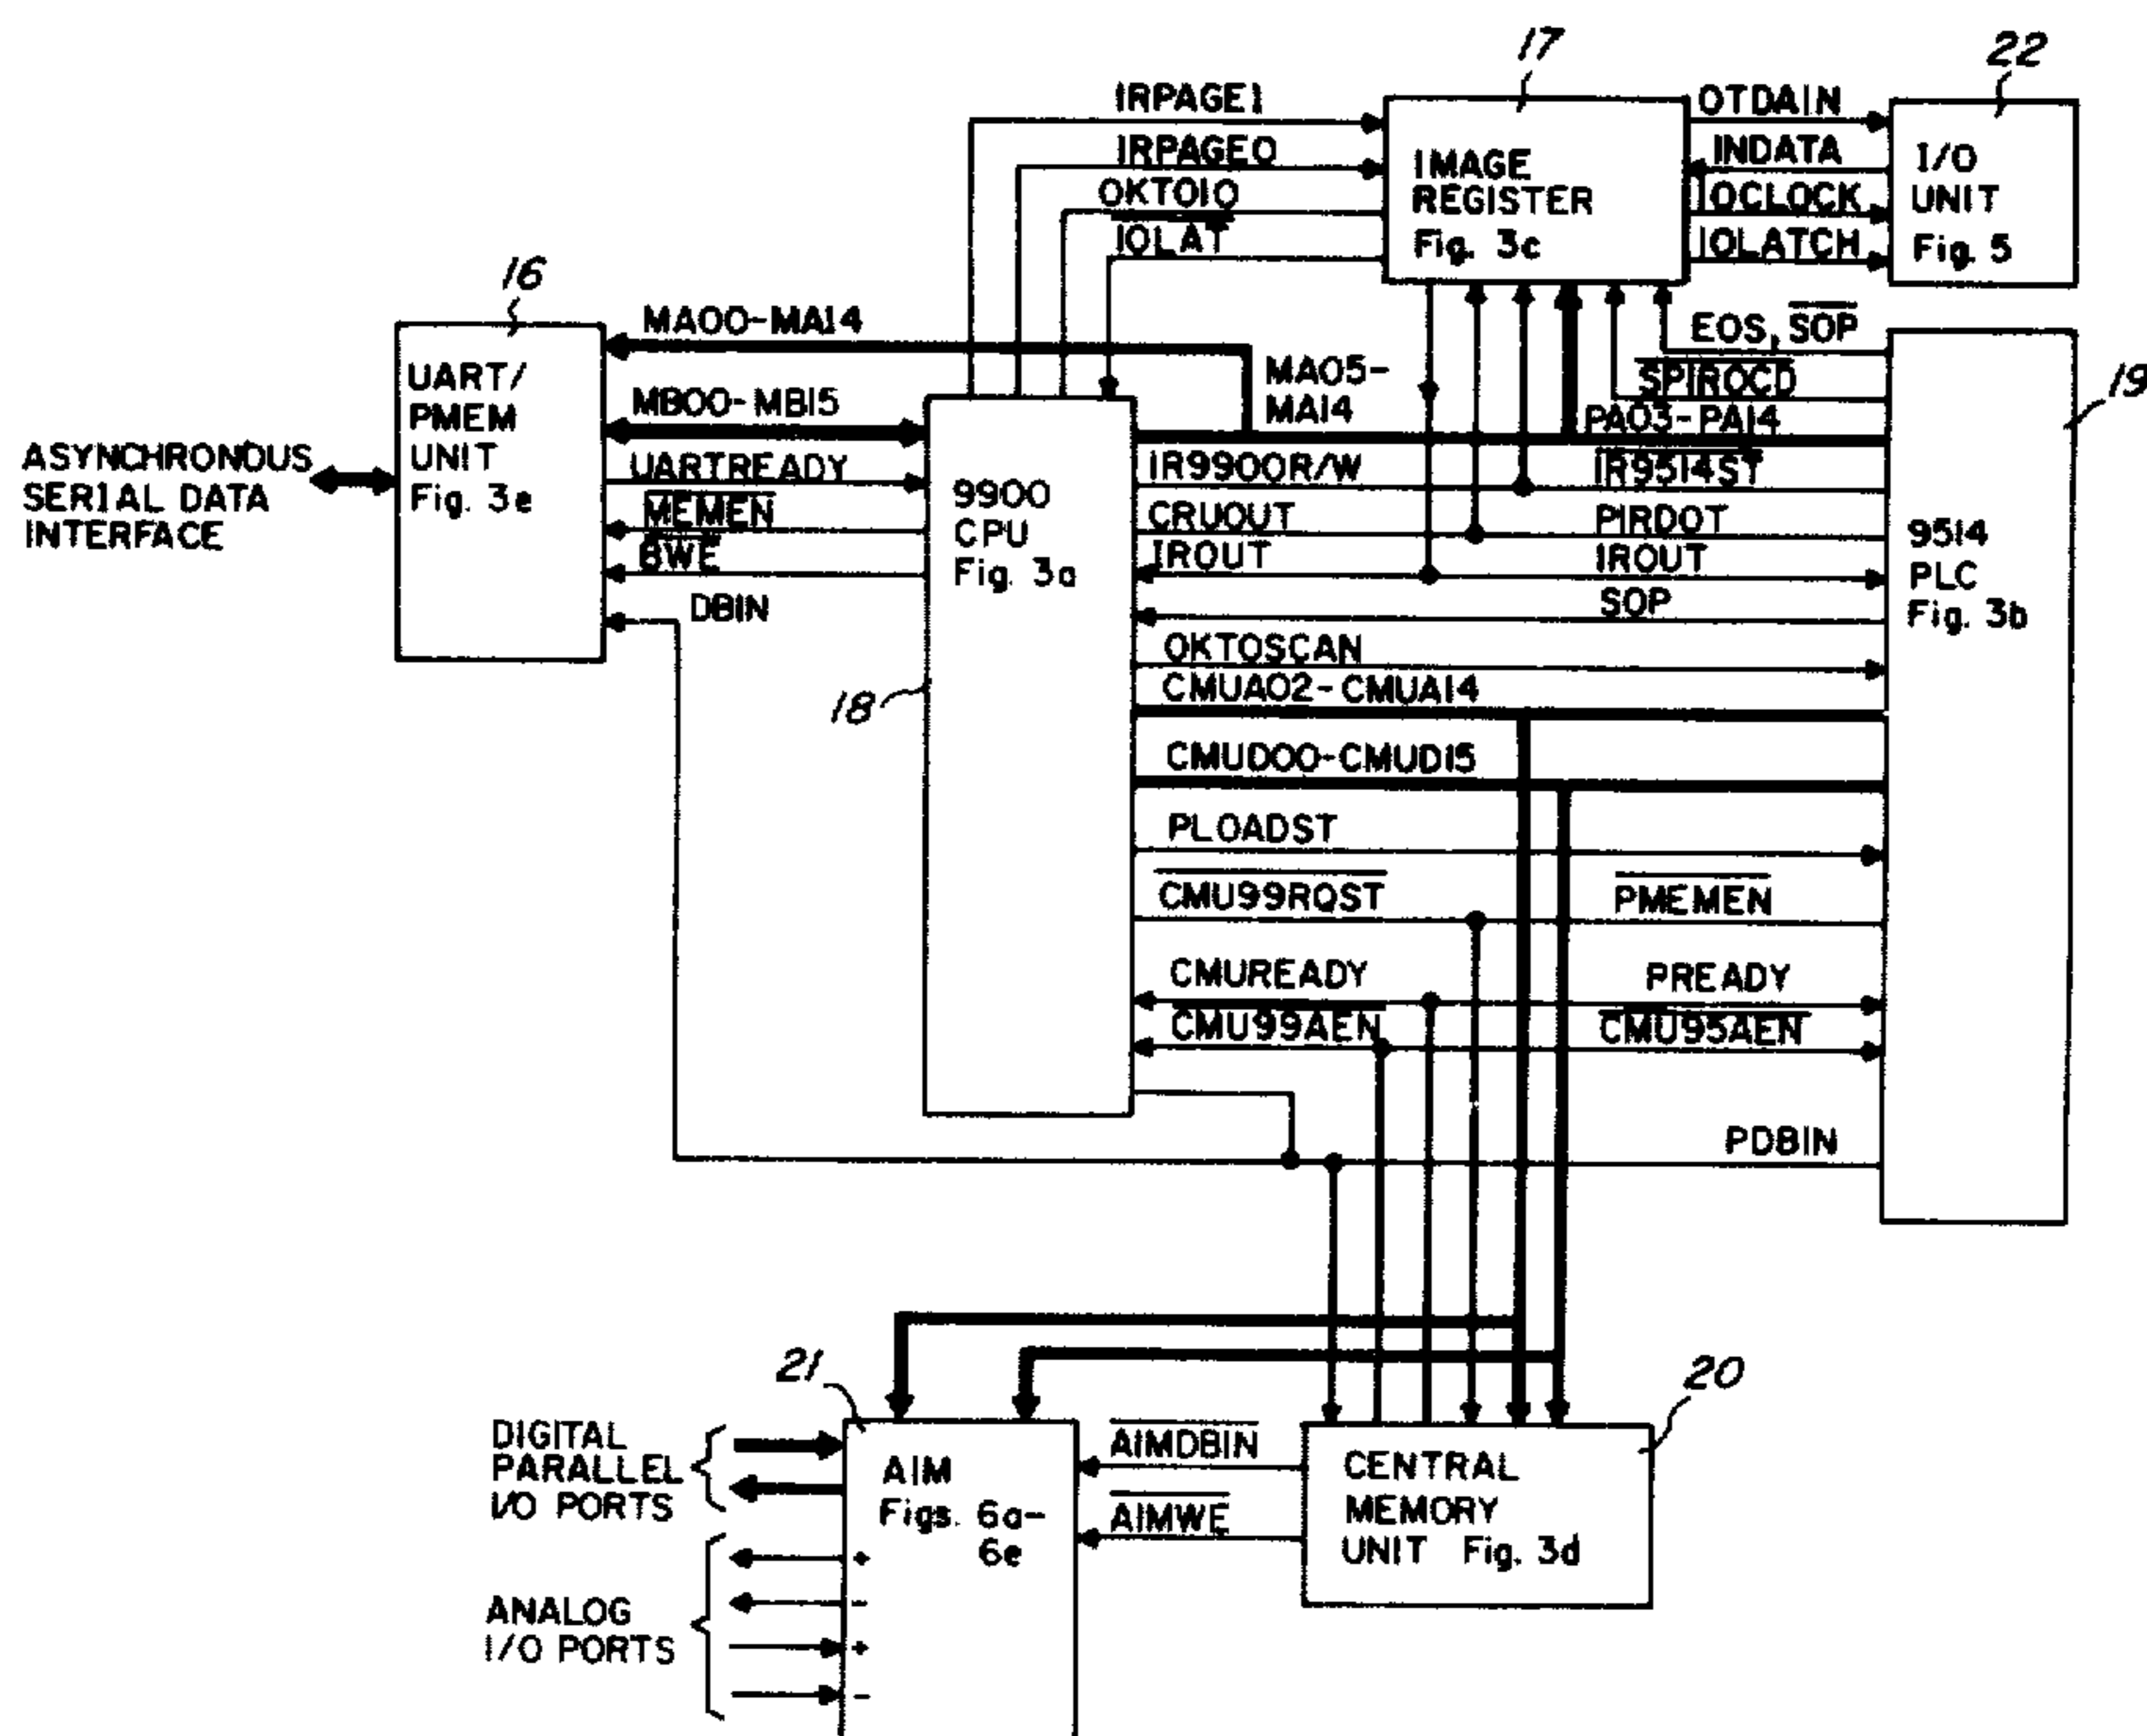 17
22
IRPAGE1
IRPAGE0
OKTOIO
IOLAT
IMAGE
REGISTER
Fig. 3c
OTDAIN
INDATA
IOCLOCK
IOLATCH
I/O
UNIT
Fig. 5
16
MA00-MA14
MB00-MB15
UARTREADY
MEMEN
BWE
DBIN
UART/
PMEM
UNIT
Fig. 3e
ASYNCHRONOUS
SERIAL DATA
INTERFACE
18
9900
CPU
Fig. 3a
MA05-
MA14
EOS, SOP
SPIROCD
PA03-PA14
IR9900R/W
IR9514ST
CRUOUT
PIRDOT
IROUT
IROUT
SOP
OKTOSCAN
CMUA02-CMUA14
CMUD00-CMUD15
PLOADST
CMU99RQST
PMEMEN
CMUREADY
PREADY
CMU99AEN
CMU95AEN
PDBIN
19
9514
PLC
Fig. 3b
21
20
DIGITAL
PARALLEL
I/O PORTS
ANALOG
I/O PORTS
AIM
Figs. 6a-
6e
+
-
+
-
AIMDBIN
AIMWE
CENTRAL
MEMORY
UNIT Fig. 3d